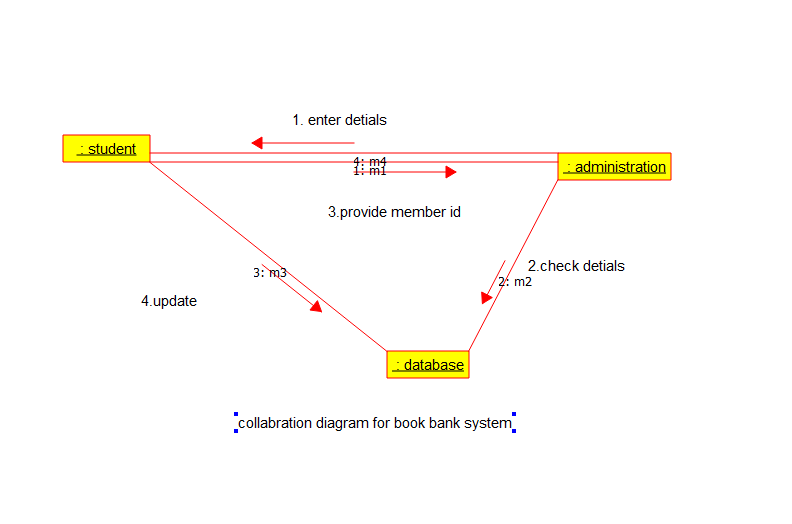 1. enter detials
: student
4: m4
1: m1
: administration
3.provide member id
2.check detials
3: m3
2: m2
4.update
: database
collabration diagram for book bank system